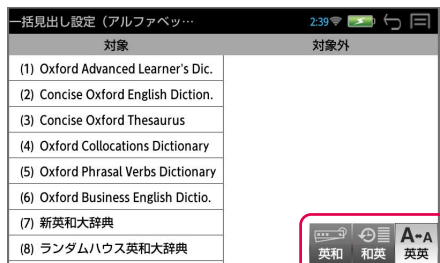 一括見出し設定（アルファベッ…
2:39
対象
対象外
(1) Oxford Advanced Learner's Dic.
(2) Concise Oxford English Diction.
(3) Concise Oxford Thesaurus
(4) Oxford Collocations Dictionary
(5) Oxford Phrasal Verbs Dictionary
(6) Oxford Business English Dictio.
(7) 新英和大辞典
(8) ランダムハウス英和大辞典
A↔A
英和
和英
英英